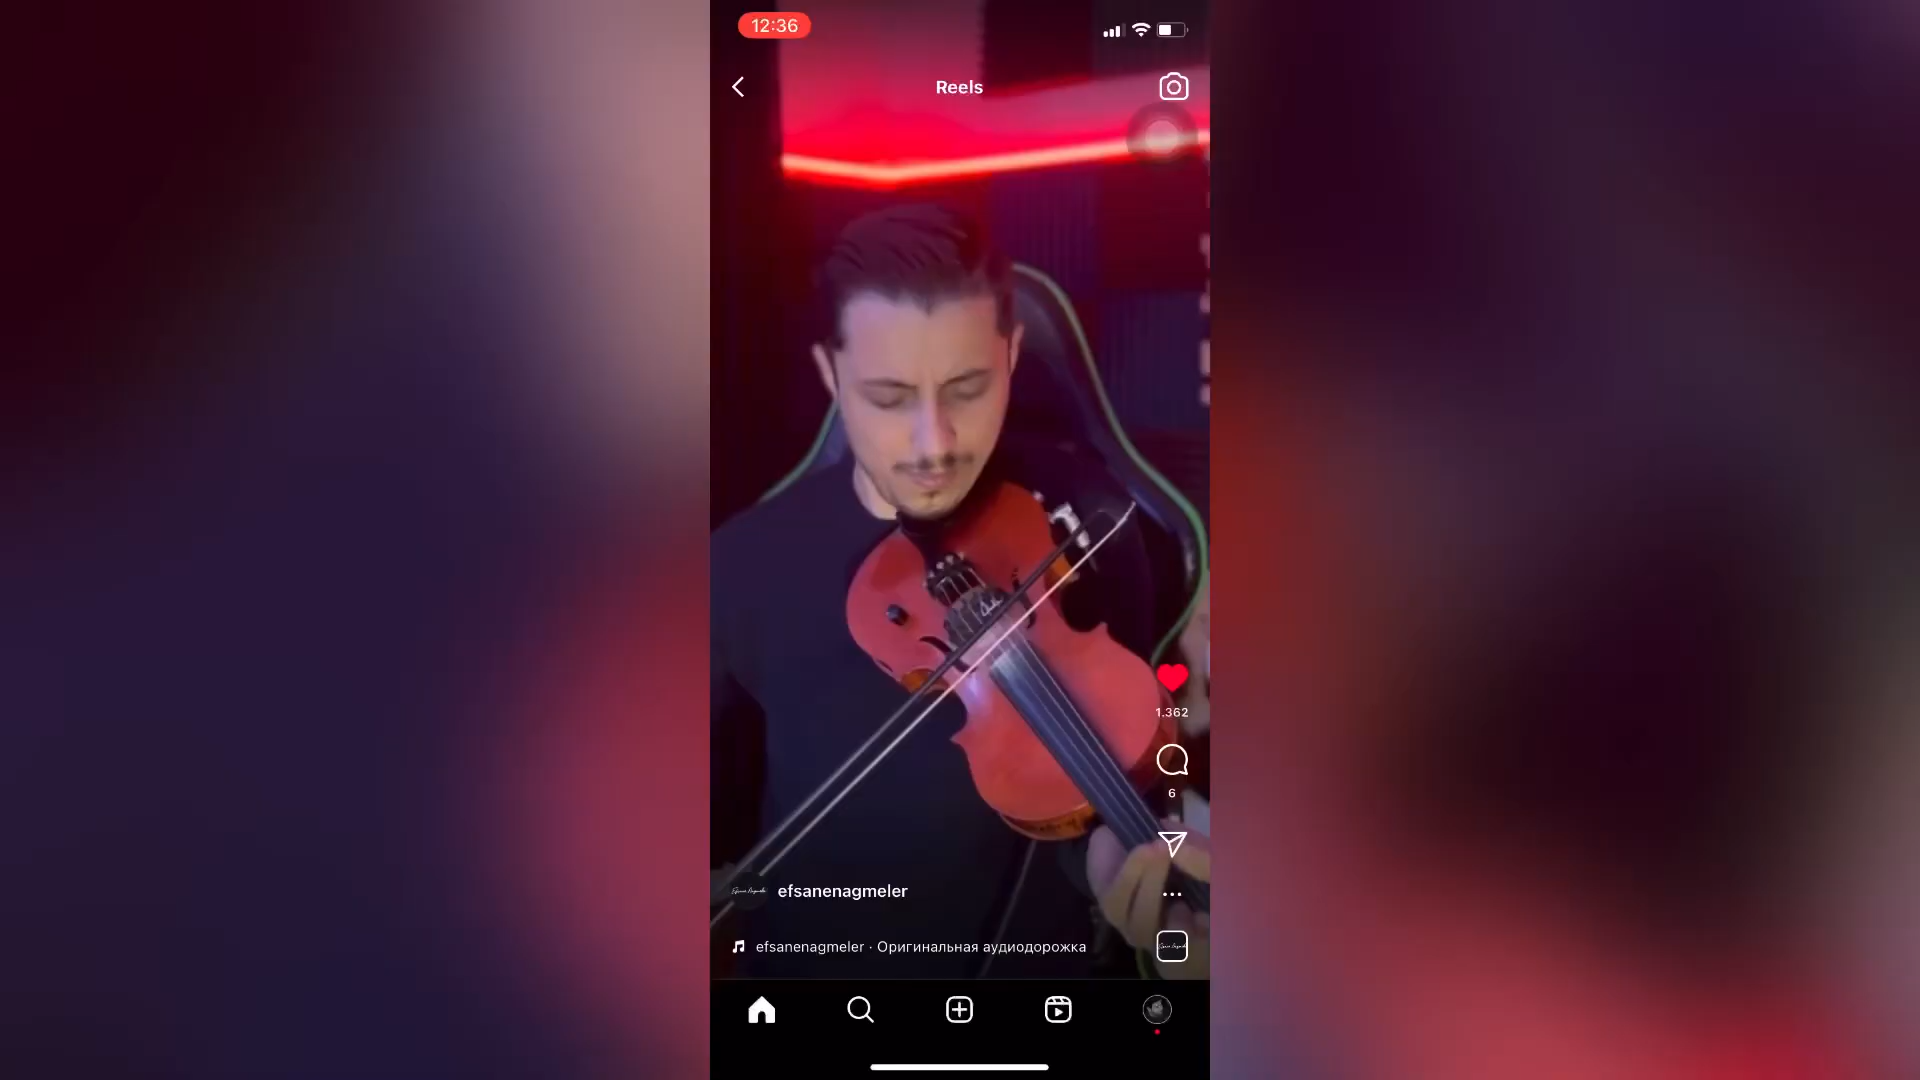 12:36
Reels
1.362
6
efsanenagmeler
efsanenagmeler · Оригинальная аудиодорожка